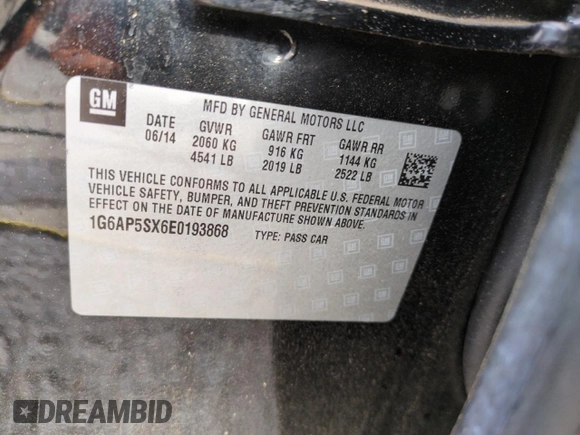 GM
MFD BY GENERAL MOTORS LLC
DATE GVWR GAWR FRT GAWR RR
06/14 2060 KG 916 KG 1144 KG
4541 LB 2019 LB 2522 LB
THIS VEHICLE CONFORMS TO ALL APPLICABLE U.S. FEDERAL MOTOR
VEHICLE SAFETY, BUMPER, AND THEFT PREVENTION STANDARDS IN
EFFECT ON THE DATE OF MANUFACTURE SHOWN ABOVE.
1G6AP5SX6E0193868 TYPE: PASS CAR
DREAMBID